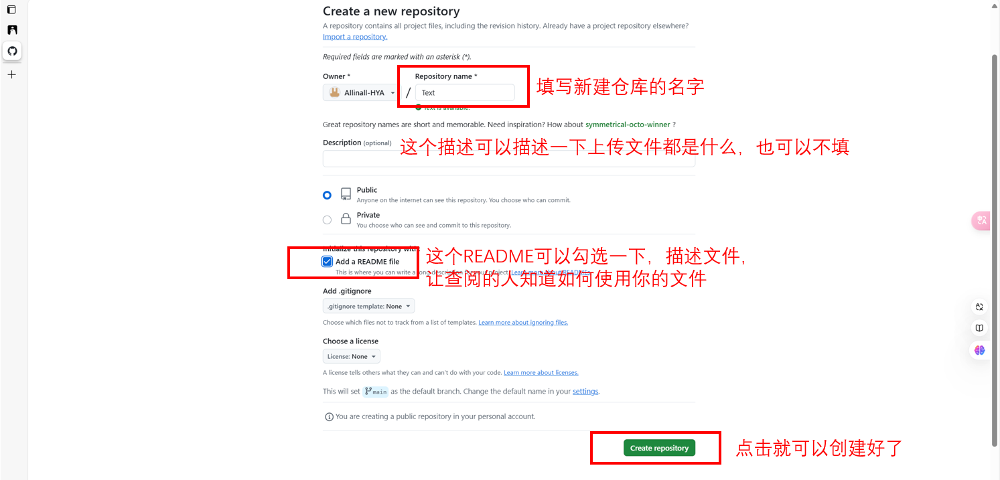 Create a new repository
A repository contains all project files, including the revision history. Already have a project repository elsewhere?
Import a repository.
Required fields are marked with an asterisk (*).
Owner *
Repository name *
Allinall-HYA
/
Text
填写新建仓库的名字
Text is available.
Great repository names are short and memorable. Need inspiration? How about symmetrical-octo-winner ?
Description (optional)
这个描述可以描述一下上传文件都是什么，也可以不填
Public
Anyone on the internet can see this repository. You choose who can commit.
Private
You choose who can see and commit to this repository.
Initialize this repository with:
Add a README file
这个README可以勾选一下，描述文件，
This is where you can write a long description for your project. Learn more about READMEs.
让查阅的人知道如何使用你的文件
Add .gitignore
.gitignore template: None
Choose which files not to track from a list of templates. Learn more about ignoring files.
Choose a license
License: None
A license tells others what they can and can't do with your code. Learn more about licenses.
This will set main as the default branch. Change the default name in your settings.
You are creating a public repository in your personal account.
Create repository
点击就可以创建好了